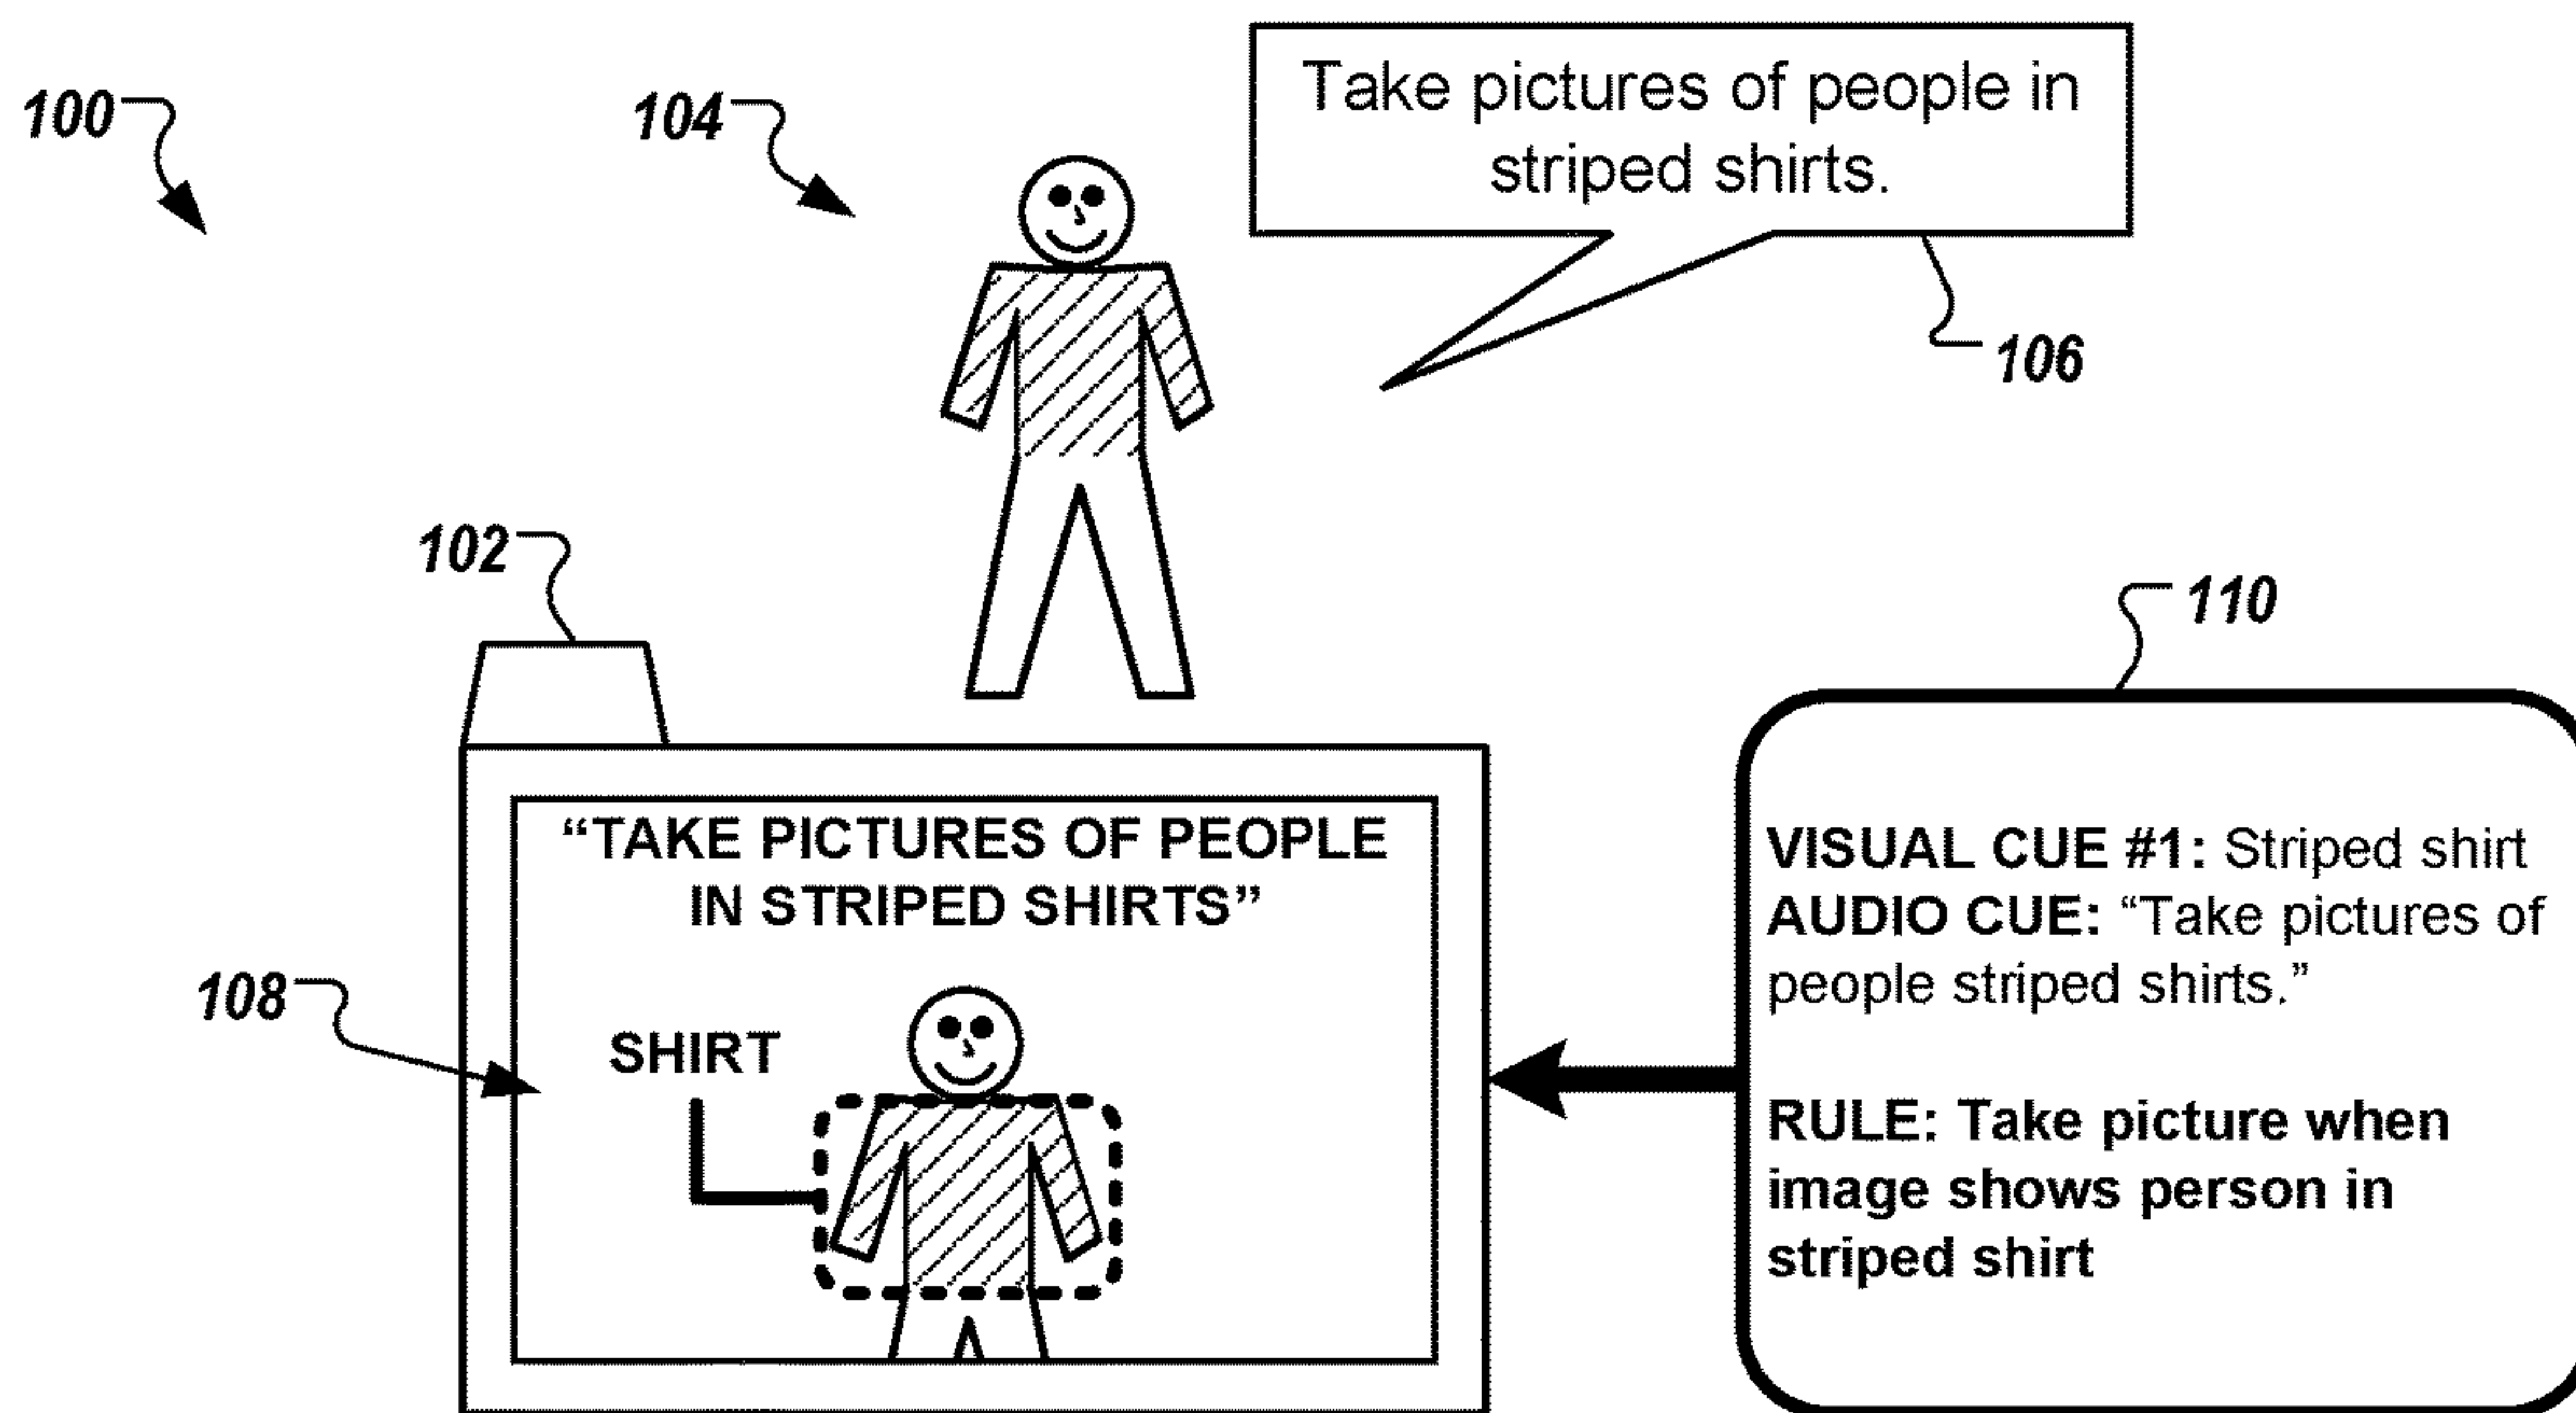 100
104
Take pictures of people in
striped shirts.
106
102
110
“TAKE PICTURES OF PEOPLE
IN STRIPED SHIRTS”
108
SHIRT
VISUAL CUE #1: Striped shirt
AUDIO CUE: “Take pictures of
people striped shirts.”
RULE: Take picture when
image shows person in
striped shirt